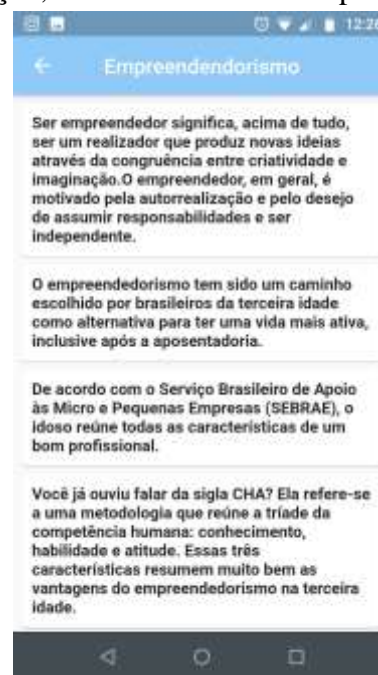 12:26
Empreendendorismo
Ser empreendedor significa, acima de tudo,
ser um realizador que produz novas ideias
através da congruência entre criatividade e
imaginação.O empreendedor, em geral, é
motivado pela autorrealização e pelo desejo
de assumir responsabilidades e ser
independente.
O empreendedorismo tem sido um caminho
escolhido por brasileiros da terceira idade
como alternativa para ter uma vida mais ativa,
inclusive após a aposentadoria.
De acordo com o Serviço Brasileiro de Apoio
às Micro e Pequenas Empresas (SEBRAE), o
idoso reúne todas as características de um
bom profissional.
Você já ouviu falar da sigla CHA? Ela refere-se
a uma metodologia que reúne a tríade da
competência humana: conhecimento,
habilidade e atitude. Essas três
características resumem muito bem as
vantagens do empreendedorismo na terceira
idade.